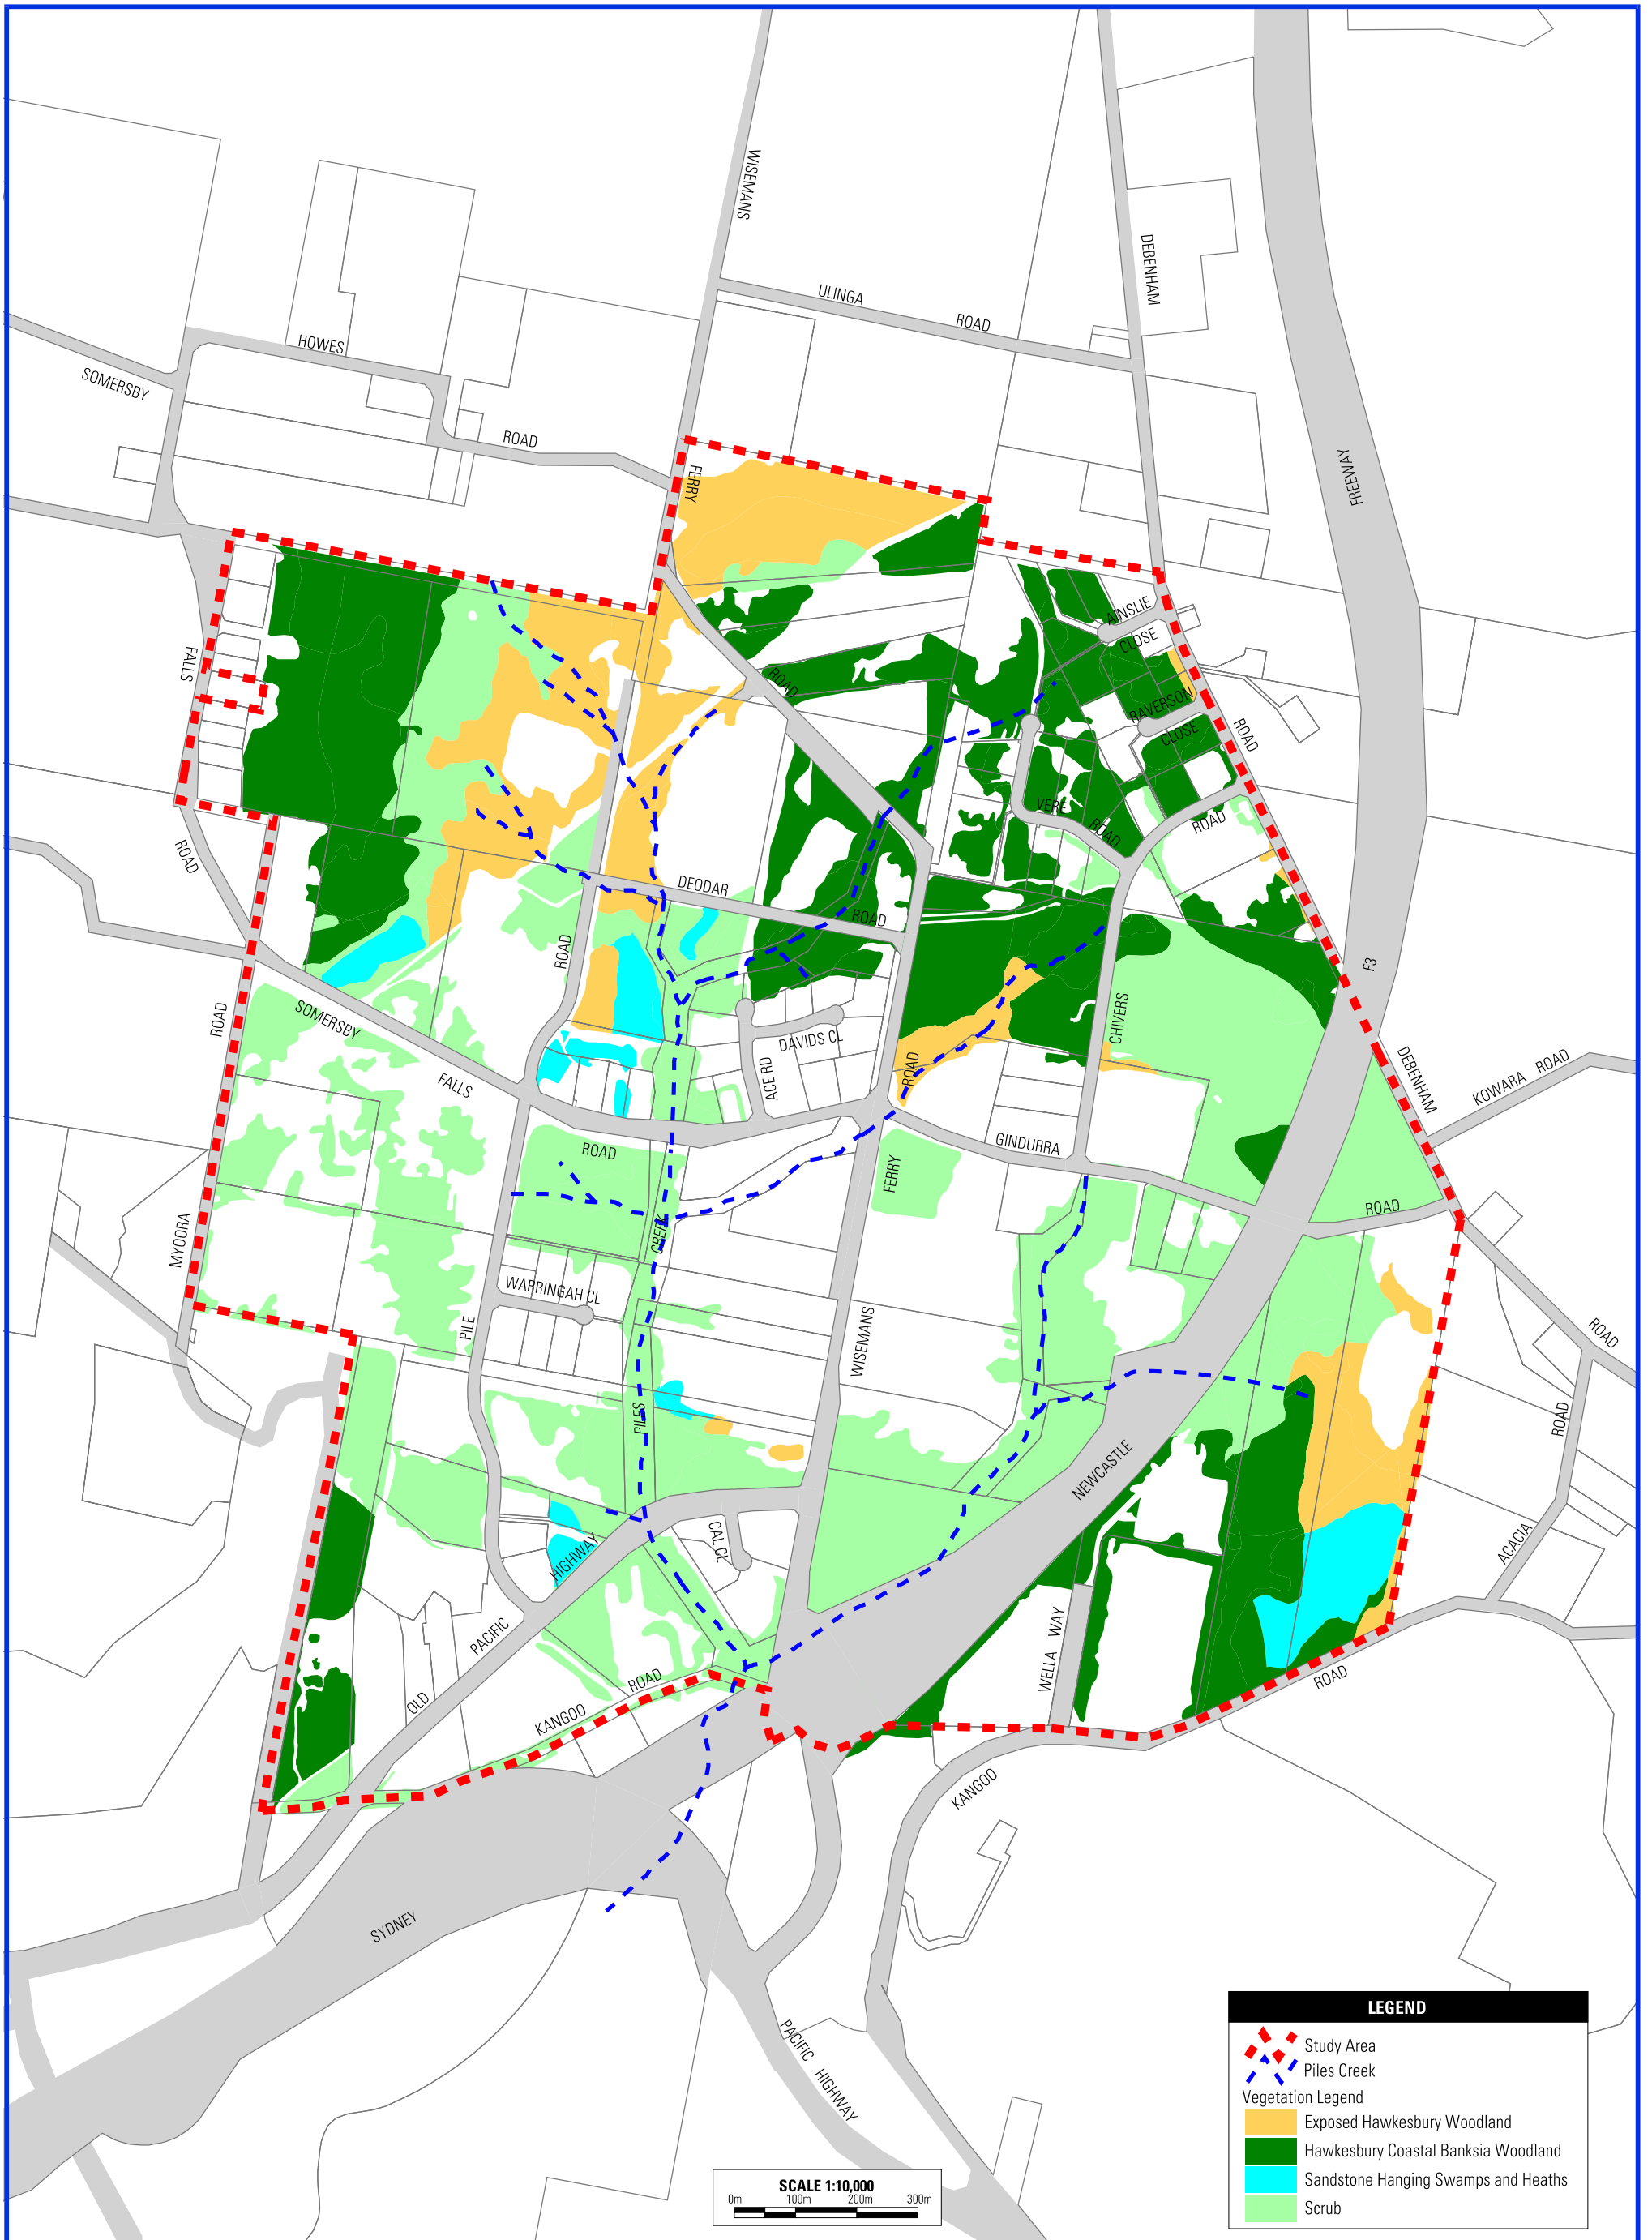 WISEMANS
DEBENHAM
ULINGA
ROAD
HOWES
SOMERSBY
ROAD
FERRY
FREEWAY
AINSLIE
CLOSE
FALLS
ROAD
RAVERSON
CLOSE
ROAD
VERE
ROAD
ROAD
ROAD
DEODAR
ROAD
ROAD
F3
SOMERSBY
ROAD
CHIVERS
DAVIDS CL
ACE RD
ROAD
DEBENHAM
KOWARA ROAD
FALLS
ROAD
GINDURRA
FERRY
ROAD
MYOORA
CREEK
WARRINGAH CL
PILE
WISEMANS
ROAD
PILES
ROAD
NEWCASTLE
CAL CL
HIGHWAY
ACACIA
PACIFIC
WELLA WAY
OLD
ROAD
KANGOO
ROAD
KANGOO
SYDNEY
PACIFIC HIGHWAY
LEGEND
Study Area
Piles Creek
Vegetation Legend
Exposed Hawkesbury Woodland
Hawkesbury Coastal Banksia Woodland
Sandstone Hanging Swamps and Heaths
Scrub
SCALE 1:10,000
0m 100m 200m 300m